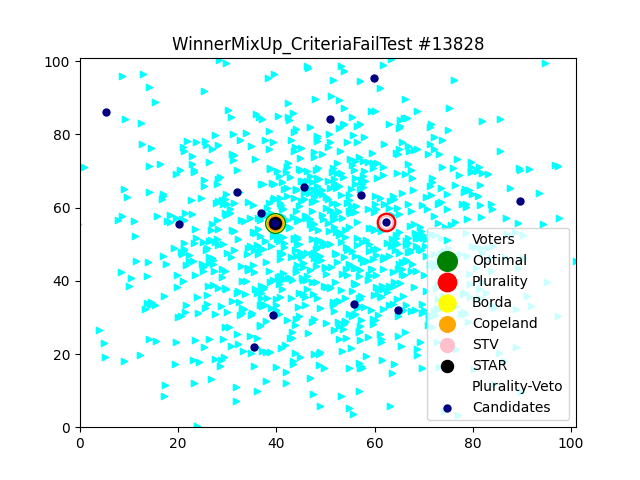 WinnerMixUp_CriteriaFailTest #13828
100
80
60
40
20
0
0 20 40 60 80 100
Voters
Optimal
Plurality
Borda
Copeland
STV
STAR
Plurality-Veto
Candidates